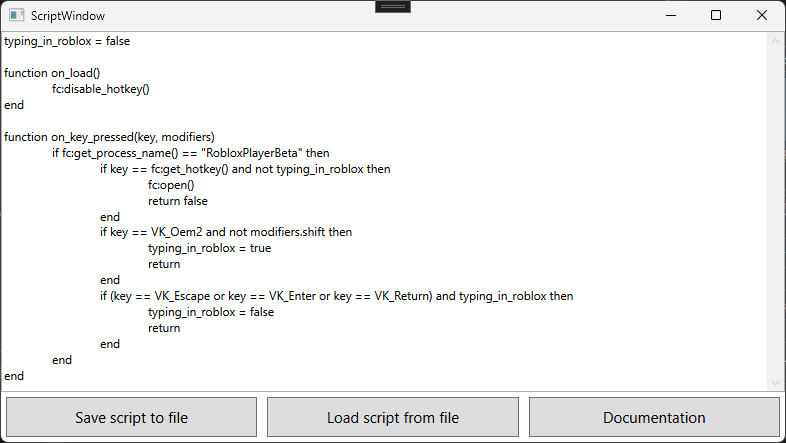 ScriptWindow
typing_in_roblox = false
function on_load()
fc:disable_hotkey()
end
function on_key_pressed(key, modifiers)
if fc:get_process_name() == "RobloxPlayerBeta" then
if key == fc:get_hotkey() and not typing_in_roblox then
fc:open()
return false
end
if key == VK_Oem2 and not modifiers.shift then
typing_in_roblox = true
return
end
if (key == VK_Escape or key == VK_Enter or key == VK_Return) and typing_in_roblox then
typing_in_roblox = false
return
end
end
end
Save script to file
Load script from file
Documentation